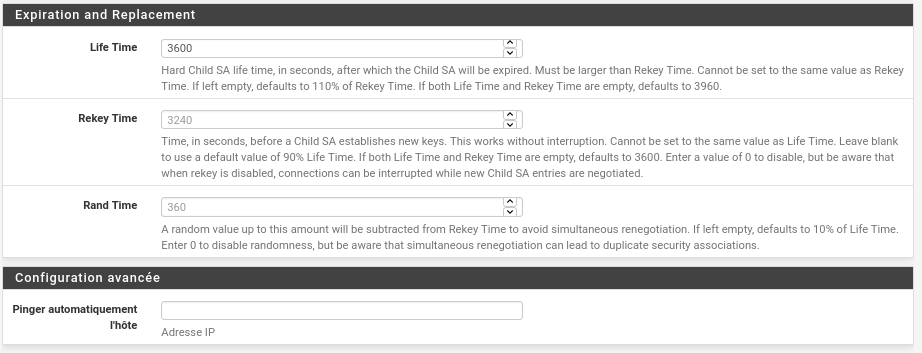 Expiration and Replacement
Life Time
3600
Hard Child SA life time, in seconds, after which the Child SA will be expired. Must be larger than Rekey Time. Cannot be set to the same value as Rekey
Time. If left empty, defaults to 110% of Rekey Time. If both Life Time and Rekey Time are empty, defaults to 3960.
Rekey Time
3240
Time, in seconds, before a Child SA establishes new keys. This works without interruption. Cannot be set to the same value as Life Time. Leave blank
to use a default value of 90% Life Time. If both Life Time and Rekey Time are empty, defaults to 3600. Enter a value of 0 to disable, but be aware that
when rekey is disabled, connections can be interrupted while new Child SA entries are negotiated.
Rand Time
360
A random value up to this amount will be subtracted from Rekey Time to avoid simultaneous renegotiation. If left empty, defaults to 10% of Life Time.
Enter 0 to disable randomness, but be aware that simultaneous renegotiation can lead to duplicate security associations.
Configuration avancée
Pinger automatiquement
l'hôte
Adresse IP